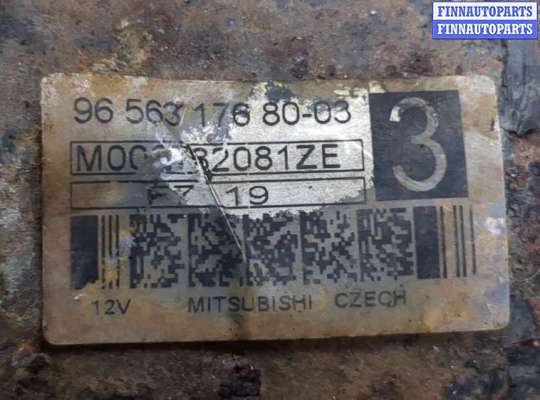 FINNAUTOPARTS
FINNAUTOPARTS
96 563 176 80-03
3
19
12V MITSUBISHI CZECH